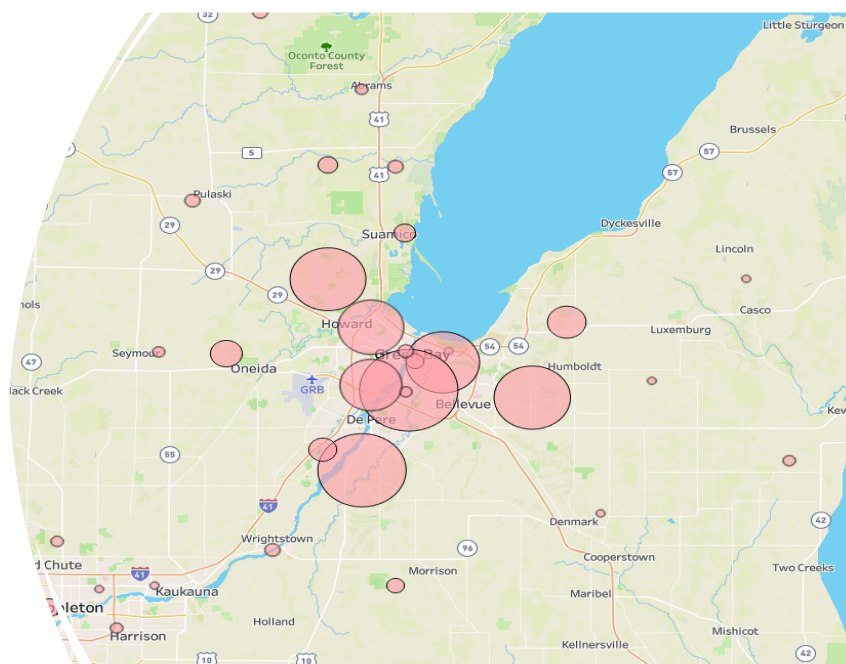 32
Little Sturgeon
Oconto County
Forest
Abrams
41
Brussels
57
S
57
41
Pulaski
29
Suamico
Dyckesville
Lincoln
29
29
Howard
Casco
Luxemburg
Seymour
Green Bay
54
54
47
Oneida
Humboldt
GRB
Bellevue
De Pere
55
41
Denmark
42
Wrightstown
96
Cooperstown
Two Creeks
41
Morrison
Kaukauna
Maribel
Harrison
Holland
Mishicot
Kellnersville
10
10
42